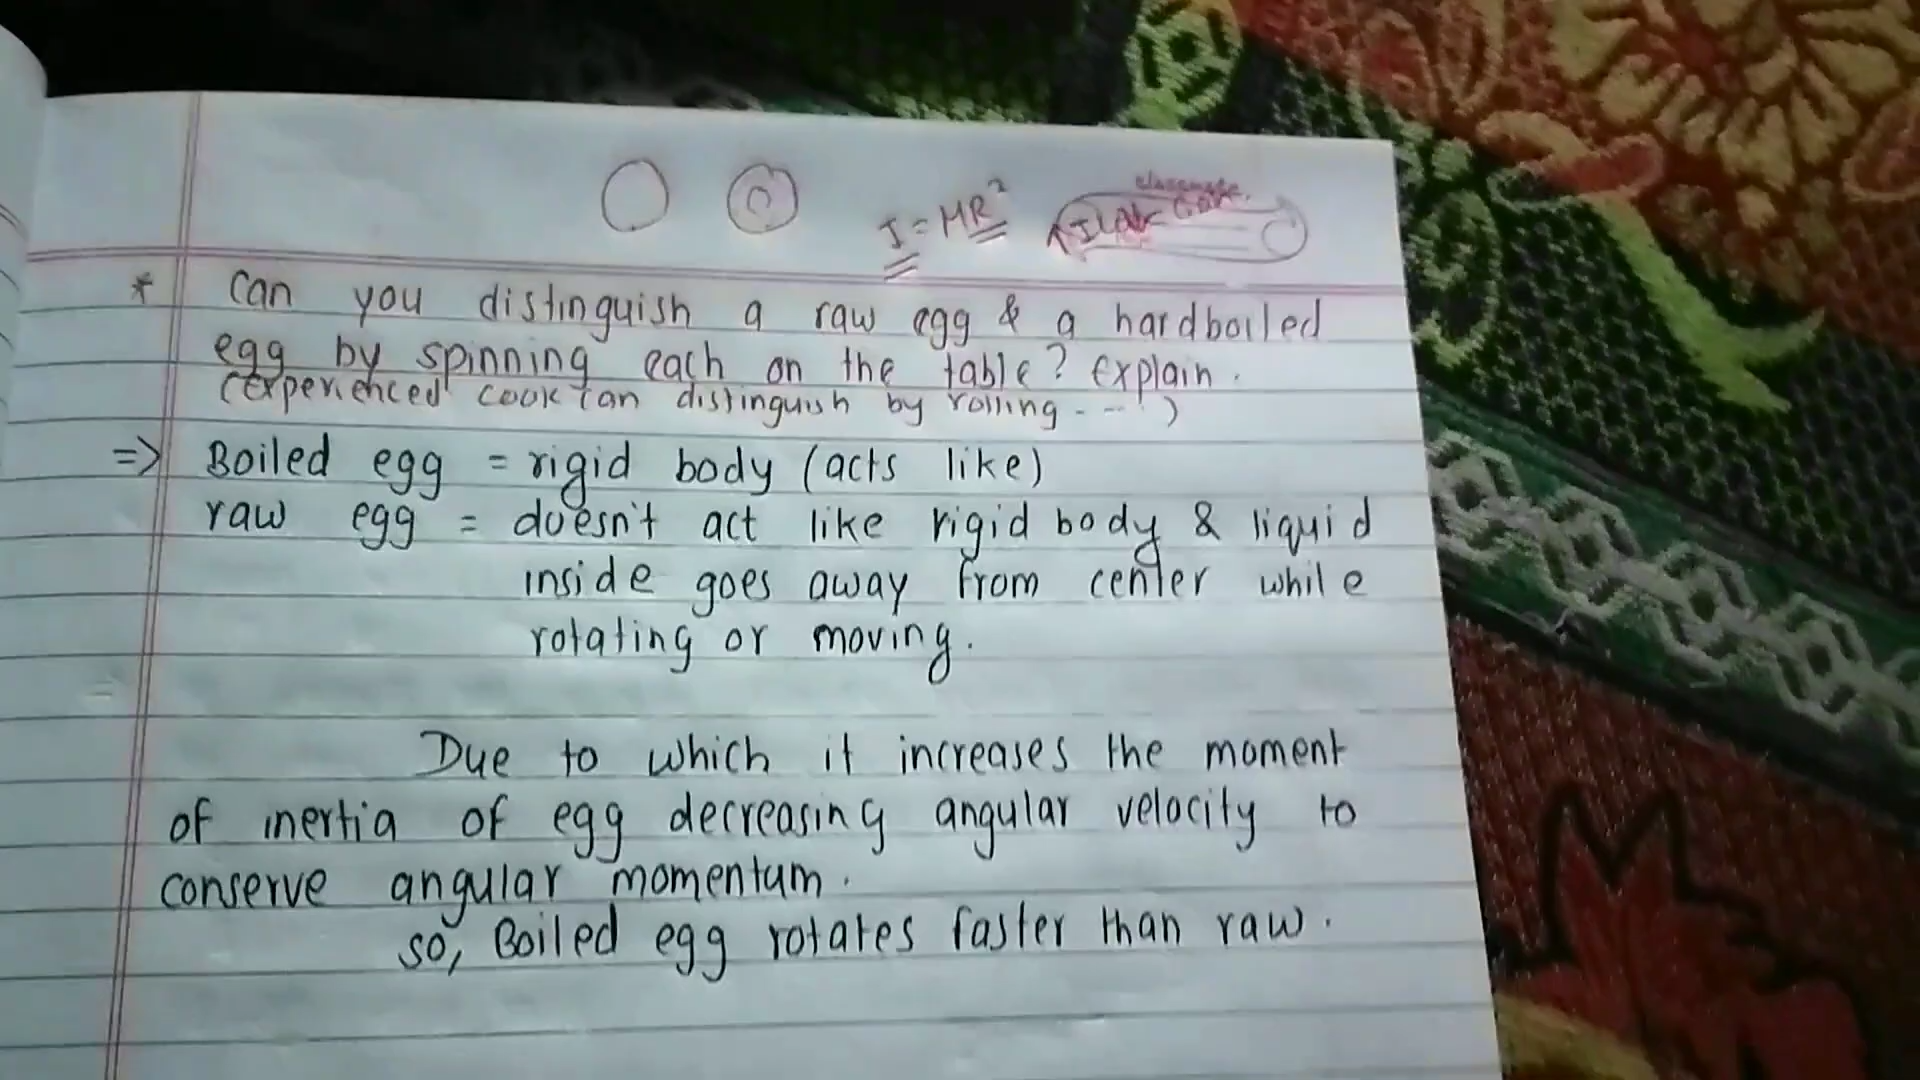 classmate
I = MR²
* Can you distinguish a raw egg & a hardboiled
egg by spinning each on the table? Explain.
(Experienced cook can distinguish by rolling - - - )
=> Boiled egg = rigid body (acts like)
raw egg = doesn't act like rigid body & liquid
inside goes away from center while
rotating or moving.
Due to which it increases the moment
of inertia of egg decreasing angular velocity to
conserve angular momentum.
so, Boiled egg rotates faster than raw.